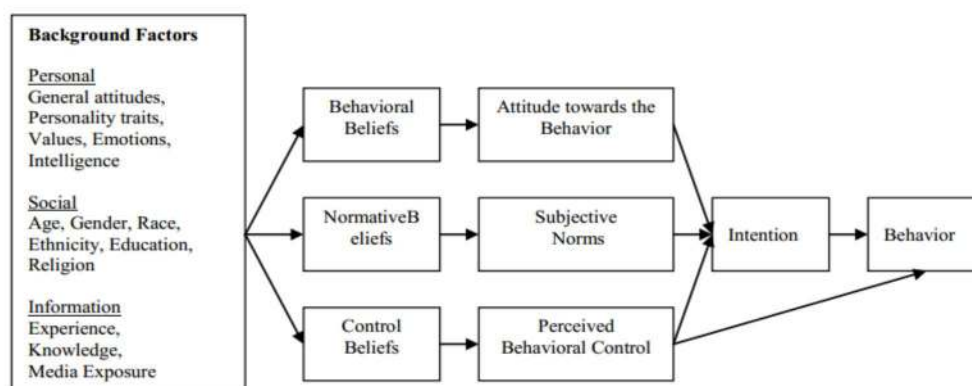 Background Factors
Personal
General attitudes,
Personality traits,
Values, Emotions,
Intelligence
Social
Age, Gender, Race,
Ethnicity, Education,
Religion
Information
Experience,
Knowledge,
Media Exposure
Behavioral
Beliefs
Attitude towards the
Behavior
NormativeB
eliefs
Subjective
Norms
Control
Beliefs
Perceived
Behavioral Control
Intention
Behavior